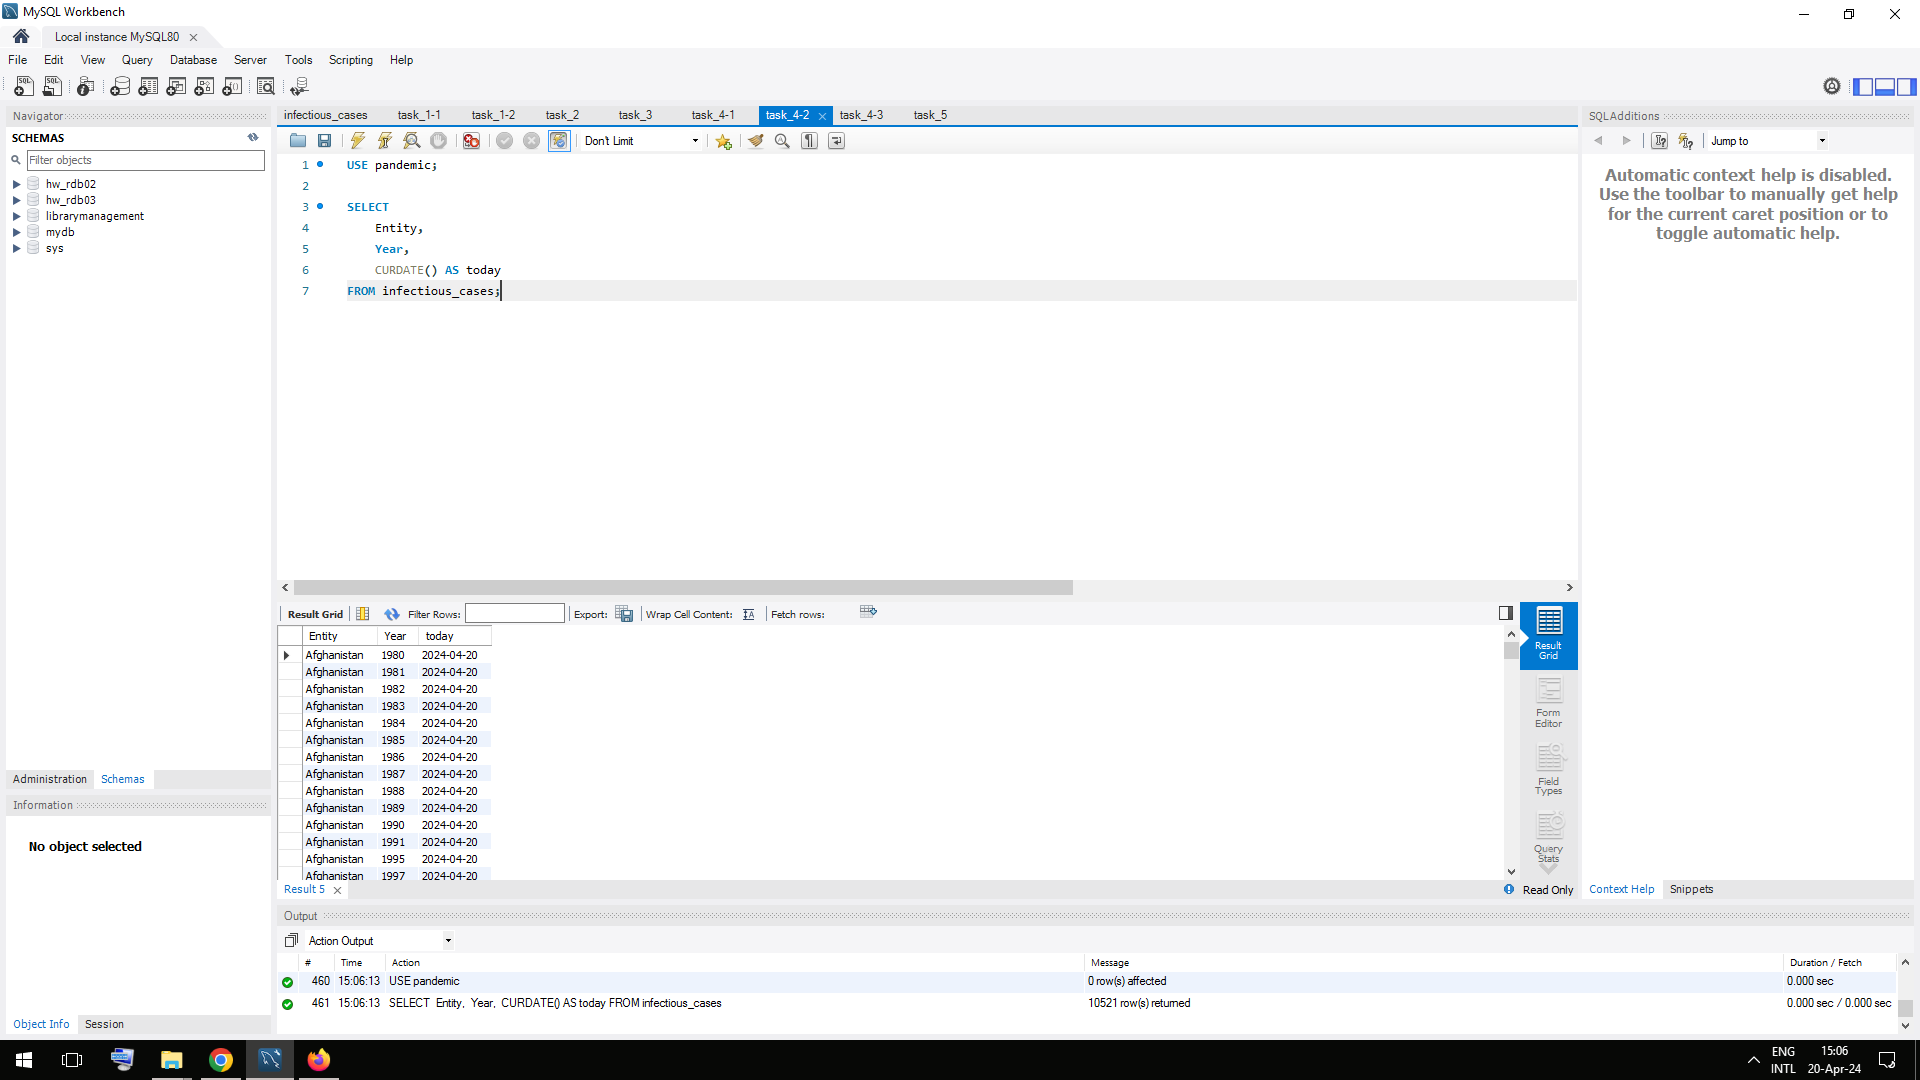 MySQL Workbench
Local instance MySQL80
File Edit View Query Database Server Tools Scripting Help
Navigator
SCHEMAS
Filter objects
hw_rdb02
hw_rdb03
librarymanagement
mydb
sys
Administration Schemas
Information
No object selected
Object Info Session
infectious_cases task_1-1 task_1-2 task_2 task_3 task_4-1 task_4-2 task_4-3 task_5
Don't Limit
1 USE pandemic;
2
3 SELECT
4 Entity,
5 Year,
6 CURDATE() AS today
7 FROM infectious_cases;
Result Grid Filter Rows: Export: Wrap Cell Content: Fetch rows:
Entity Year today
Afghanistan 1980 2024-04-20
Afghanistan 1981 2024-04-20
Afghanistan 1982 2024-04-20
Afghanistan 1983 2024-04-20
Afghanistan 1984 2024-04-20
Afghanistan 1985 2024-04-20
Afghanistan 1986 2024-04-20
Afghanistan 1987 2024-04-20
Afghanistan 1988 2024-04-20
Afghanistan 1989 2024-04-20
Afghanistan 1990 2024-04-20
Afghanistan 1991 2024-04-20
Afghanistan 1995 2024-04-20
Afghanistan 1997 2024-04-20
Result
Grid
Form
Editor
Field
Types
Query
Stats
Result 5
Read Only
SQLAdditions
Jump to
Automatic context help is disabled.
Use the toolbar to manually get help
for the current caret position or to
toggle automatic help.
Context Help Snippets
Output
Action Output
# Time Action Message Duration / Fetch
460 15:06:13 USE pandemic 0 row(s) affected 0.000 sec
461 15:06:13 SELECT Entity, Year, CURDATE() AS today FROM infectious_cases 10521 row(s) returned 0.000 sec / 0.000 sec
ENG
INTL
15:06
20-Apr-24